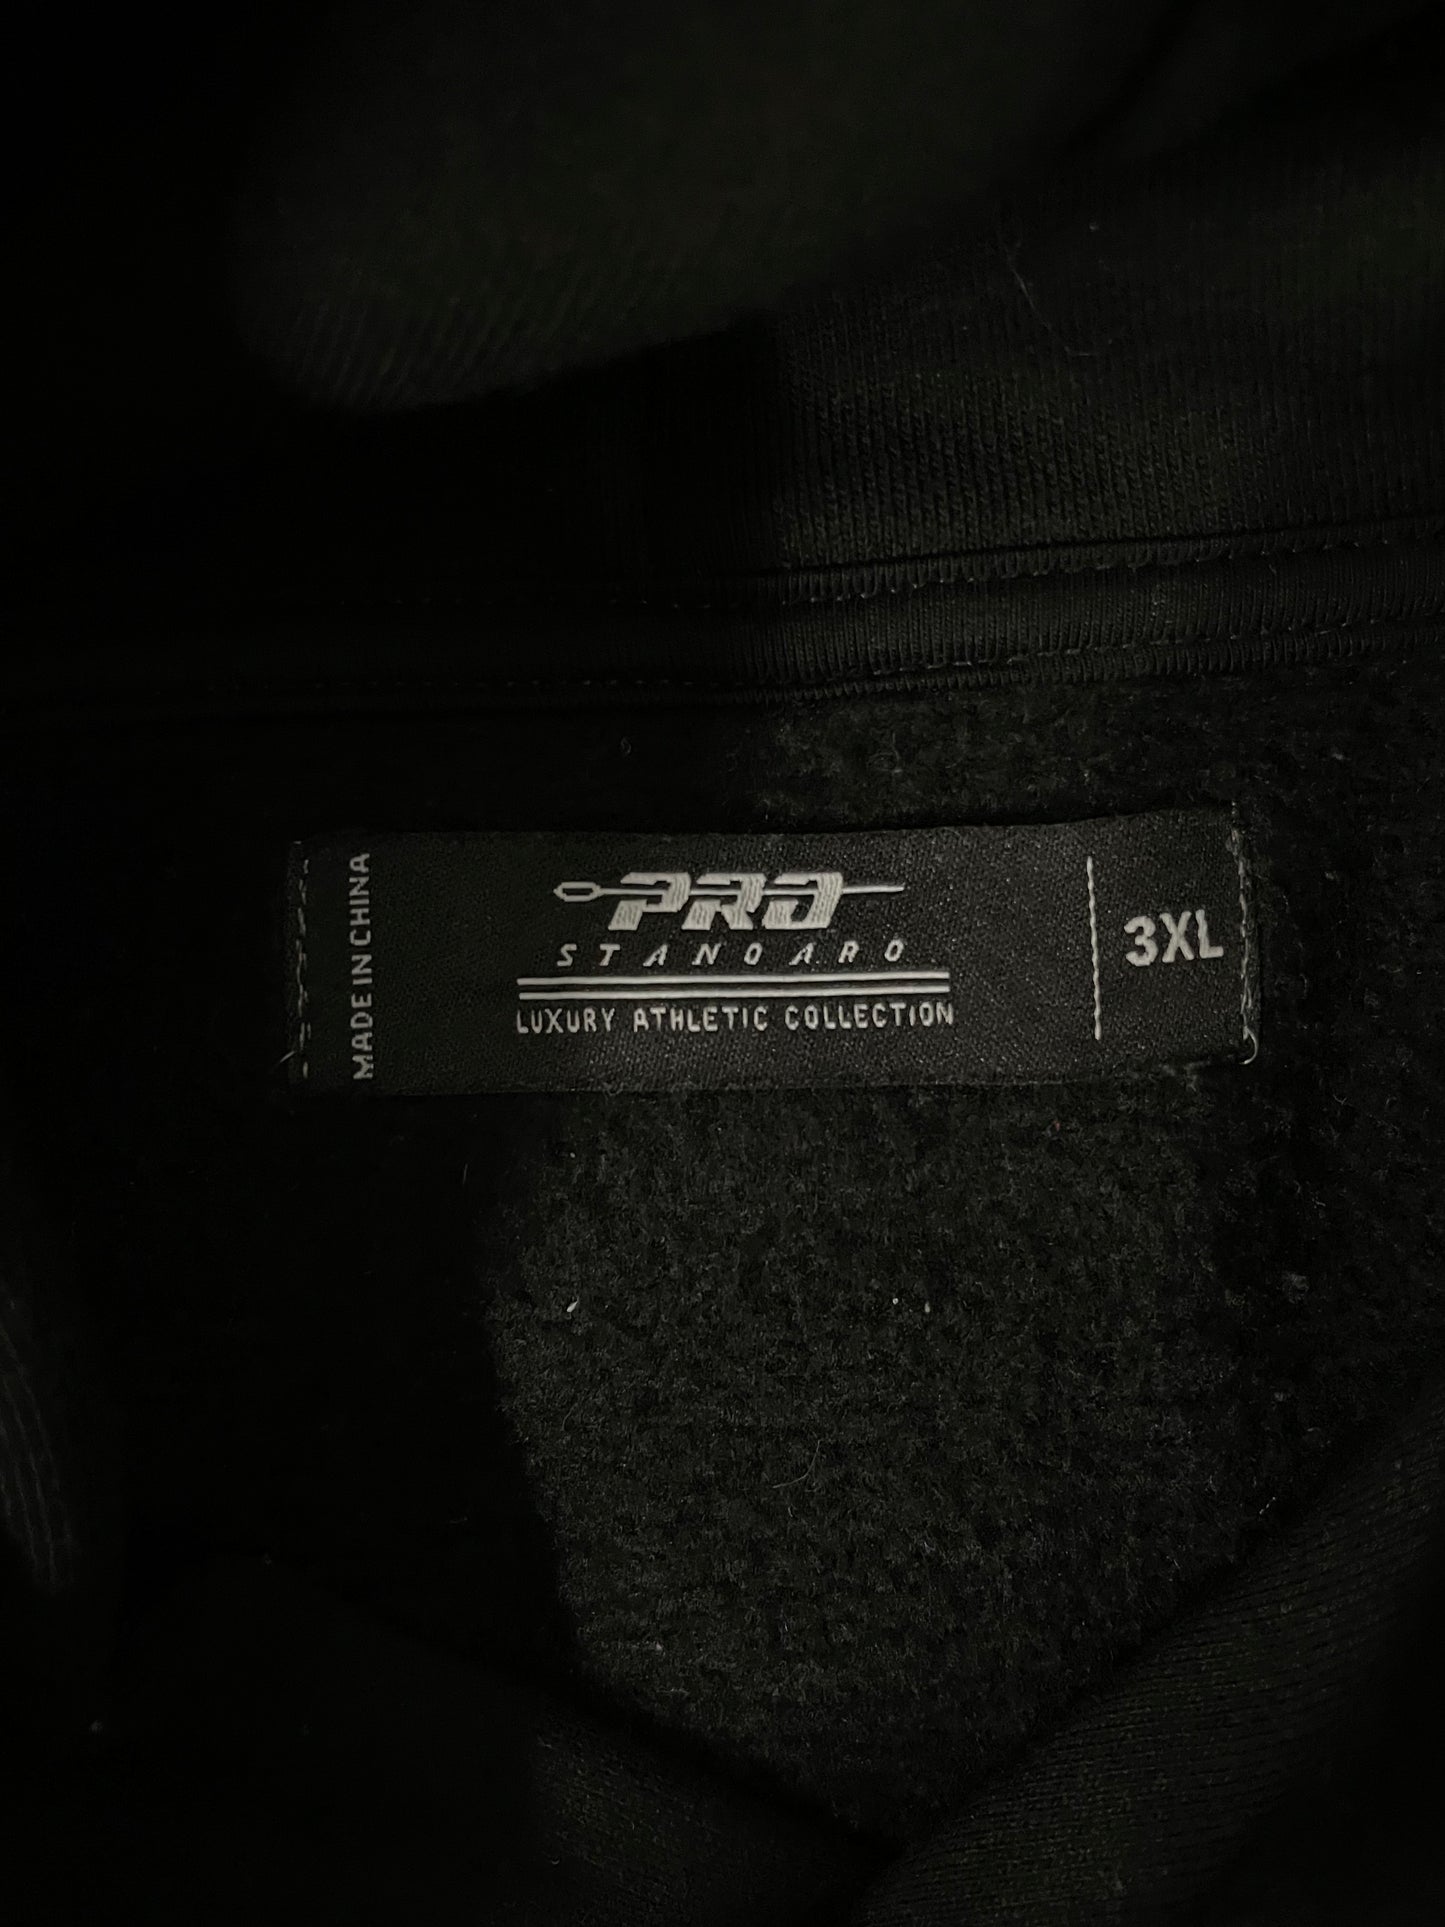 MADE IN CHINA
PRO
STANDARD
LUXURY ATHLETIC COLLECTION
3XL